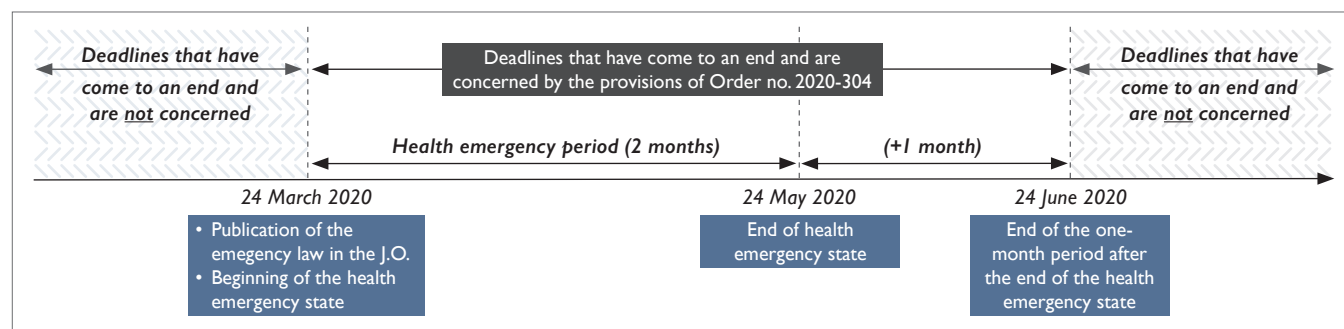 Deadlines that have
come to an end and
are not concerned
Deadlines that have come to an end and are
concerned by the provisions of Order no. 2020-304
Deadlines that have
come to an end and
are not concerned
Health emergency period (2 months)
(+1 month)
24 March 2020
24 May 2020
24 June 2020
• Publication of the
emegency law in the J.O.
• Beginning of the health
emergency state
End of health
emergency state
End of the one-
month period after
the end of the health
emergency state